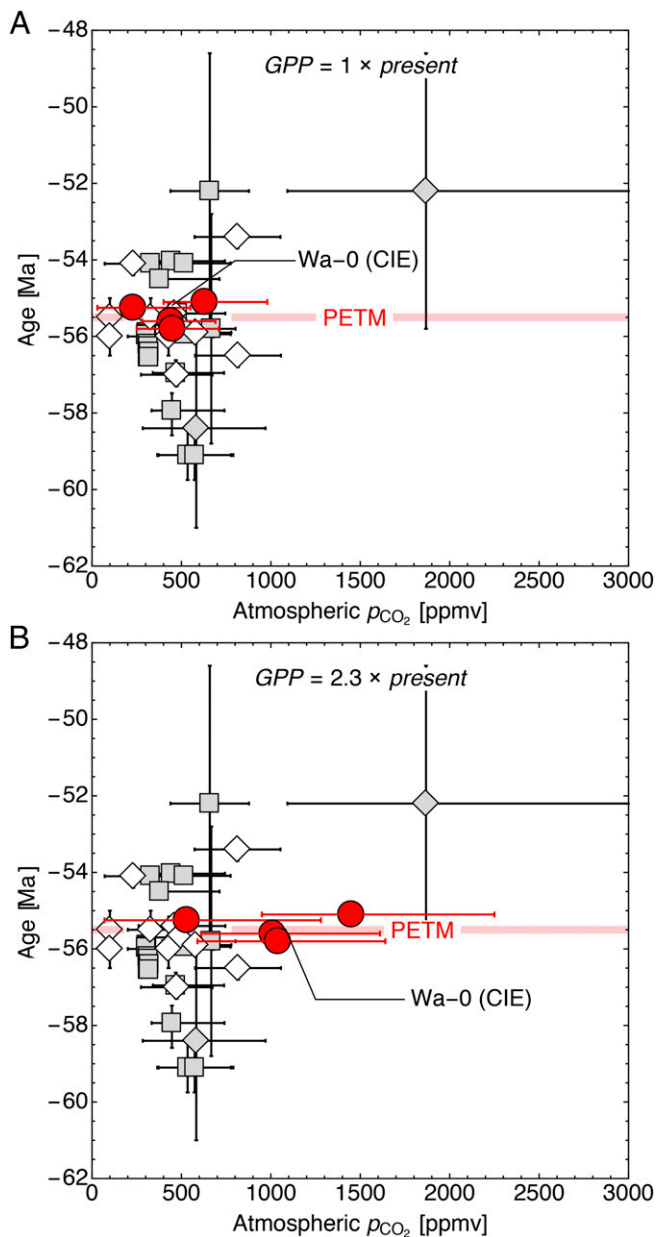 A
GPP = 1 × present
−48
−50
−52
−54
−56
−58
−60
−62
Age [Ma]
Wa−0 (CIE)
PETM
0 500 1000 1500 2000 2500 3000
Atmospheric pCO2 [ppmv]
B
GPP = 2.3 × present
−48
−50
−52
−54
−56
−58
−60
−62
Age [Ma]
PETM
Wa−0 (CIE)
0 500 1000 1500 2000 2500 3000
Atmospheric pCO2 [ppmv]